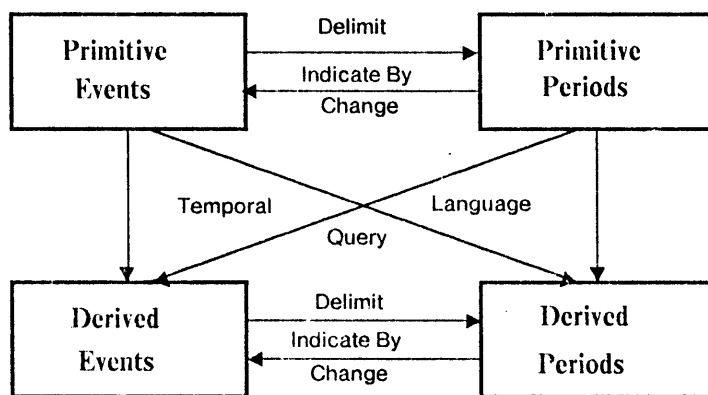 Delimit
Primitive
Events
Primitive
Periods
Indicate By
Change
Temporal
Language
Query
Derived
Events
Delimit
Derived
Periods
Indicate By
Change